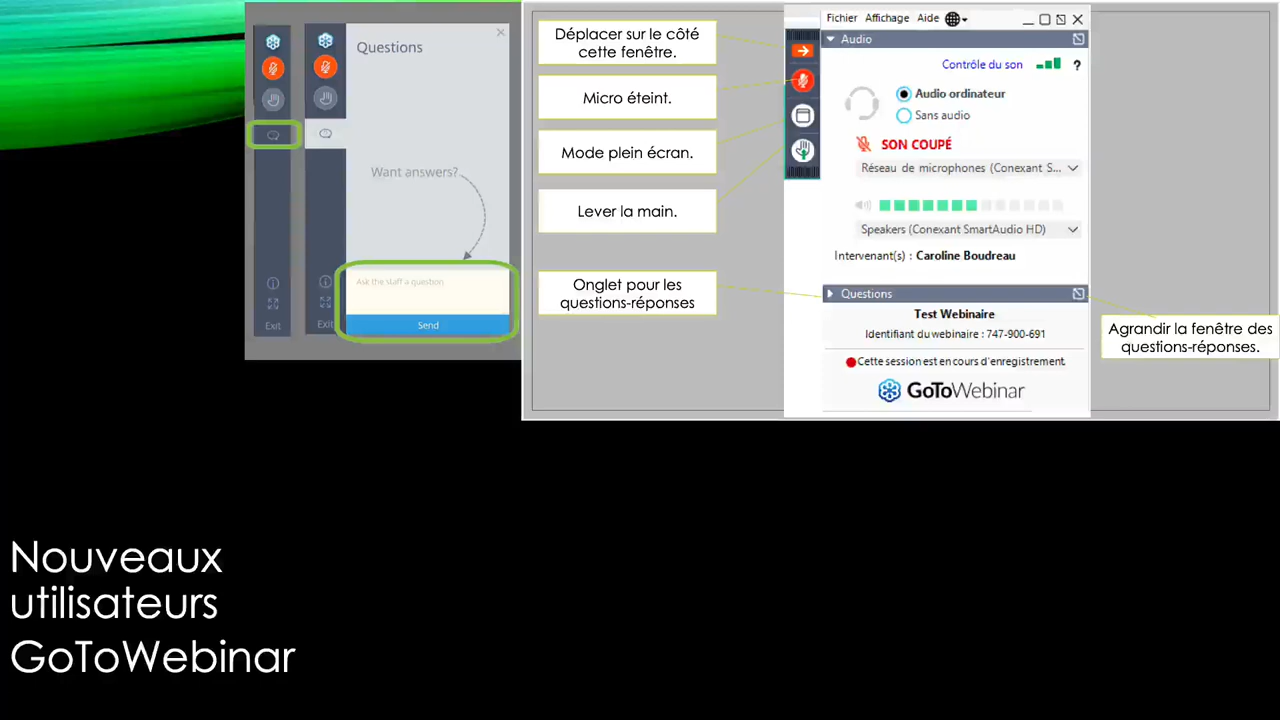 Questions
Want answers?
Ask the staff a question
Send
Exit
Exit
Déplacer sur le côté
cette fenêtre.
Micro éteint.
Mode plein écran.
Lever la main.
Onglet pour les
questions-réponses
Fichier Affichage Aide
Audio
Contrôle du son ?
Audio ordinateur
Sans audio
SON COUPÉ
Réseau de microphones (Conexant S...
Speakers (Conexant SmartAudio HD)
Intervenant(s) : Caroline Boudreau
Questions
Test Webinaire
Identifiant du webinaire : 747-900-691
Cette session est en cours d'enregistrement.
GoToWebinar
Agrandir la fenêtre des
questions-réponses.
Nouveaux
utilisateurs
GoToWebinar